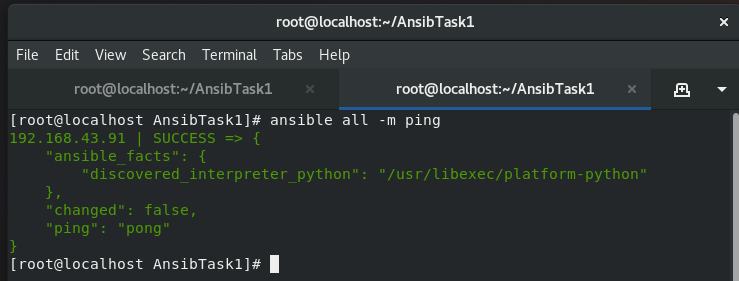 root@localhost:~/AnsibTask1
File Edit View Search Terminal Tabs Help
root@localhost:~/AnsibTask1 root@localhost:~/AnsibTask1
[root@localhost AnsibTask1]# ansible all -m ping
192.168.43.91 | SUCCESS => {
    "ansible_facts": {
        "discovered_interpreter_python": "/usr/libexec/platform-python"
    },
    "changed": false,
    "ping": "pong"
}
[root@localhost AnsibTask1]#